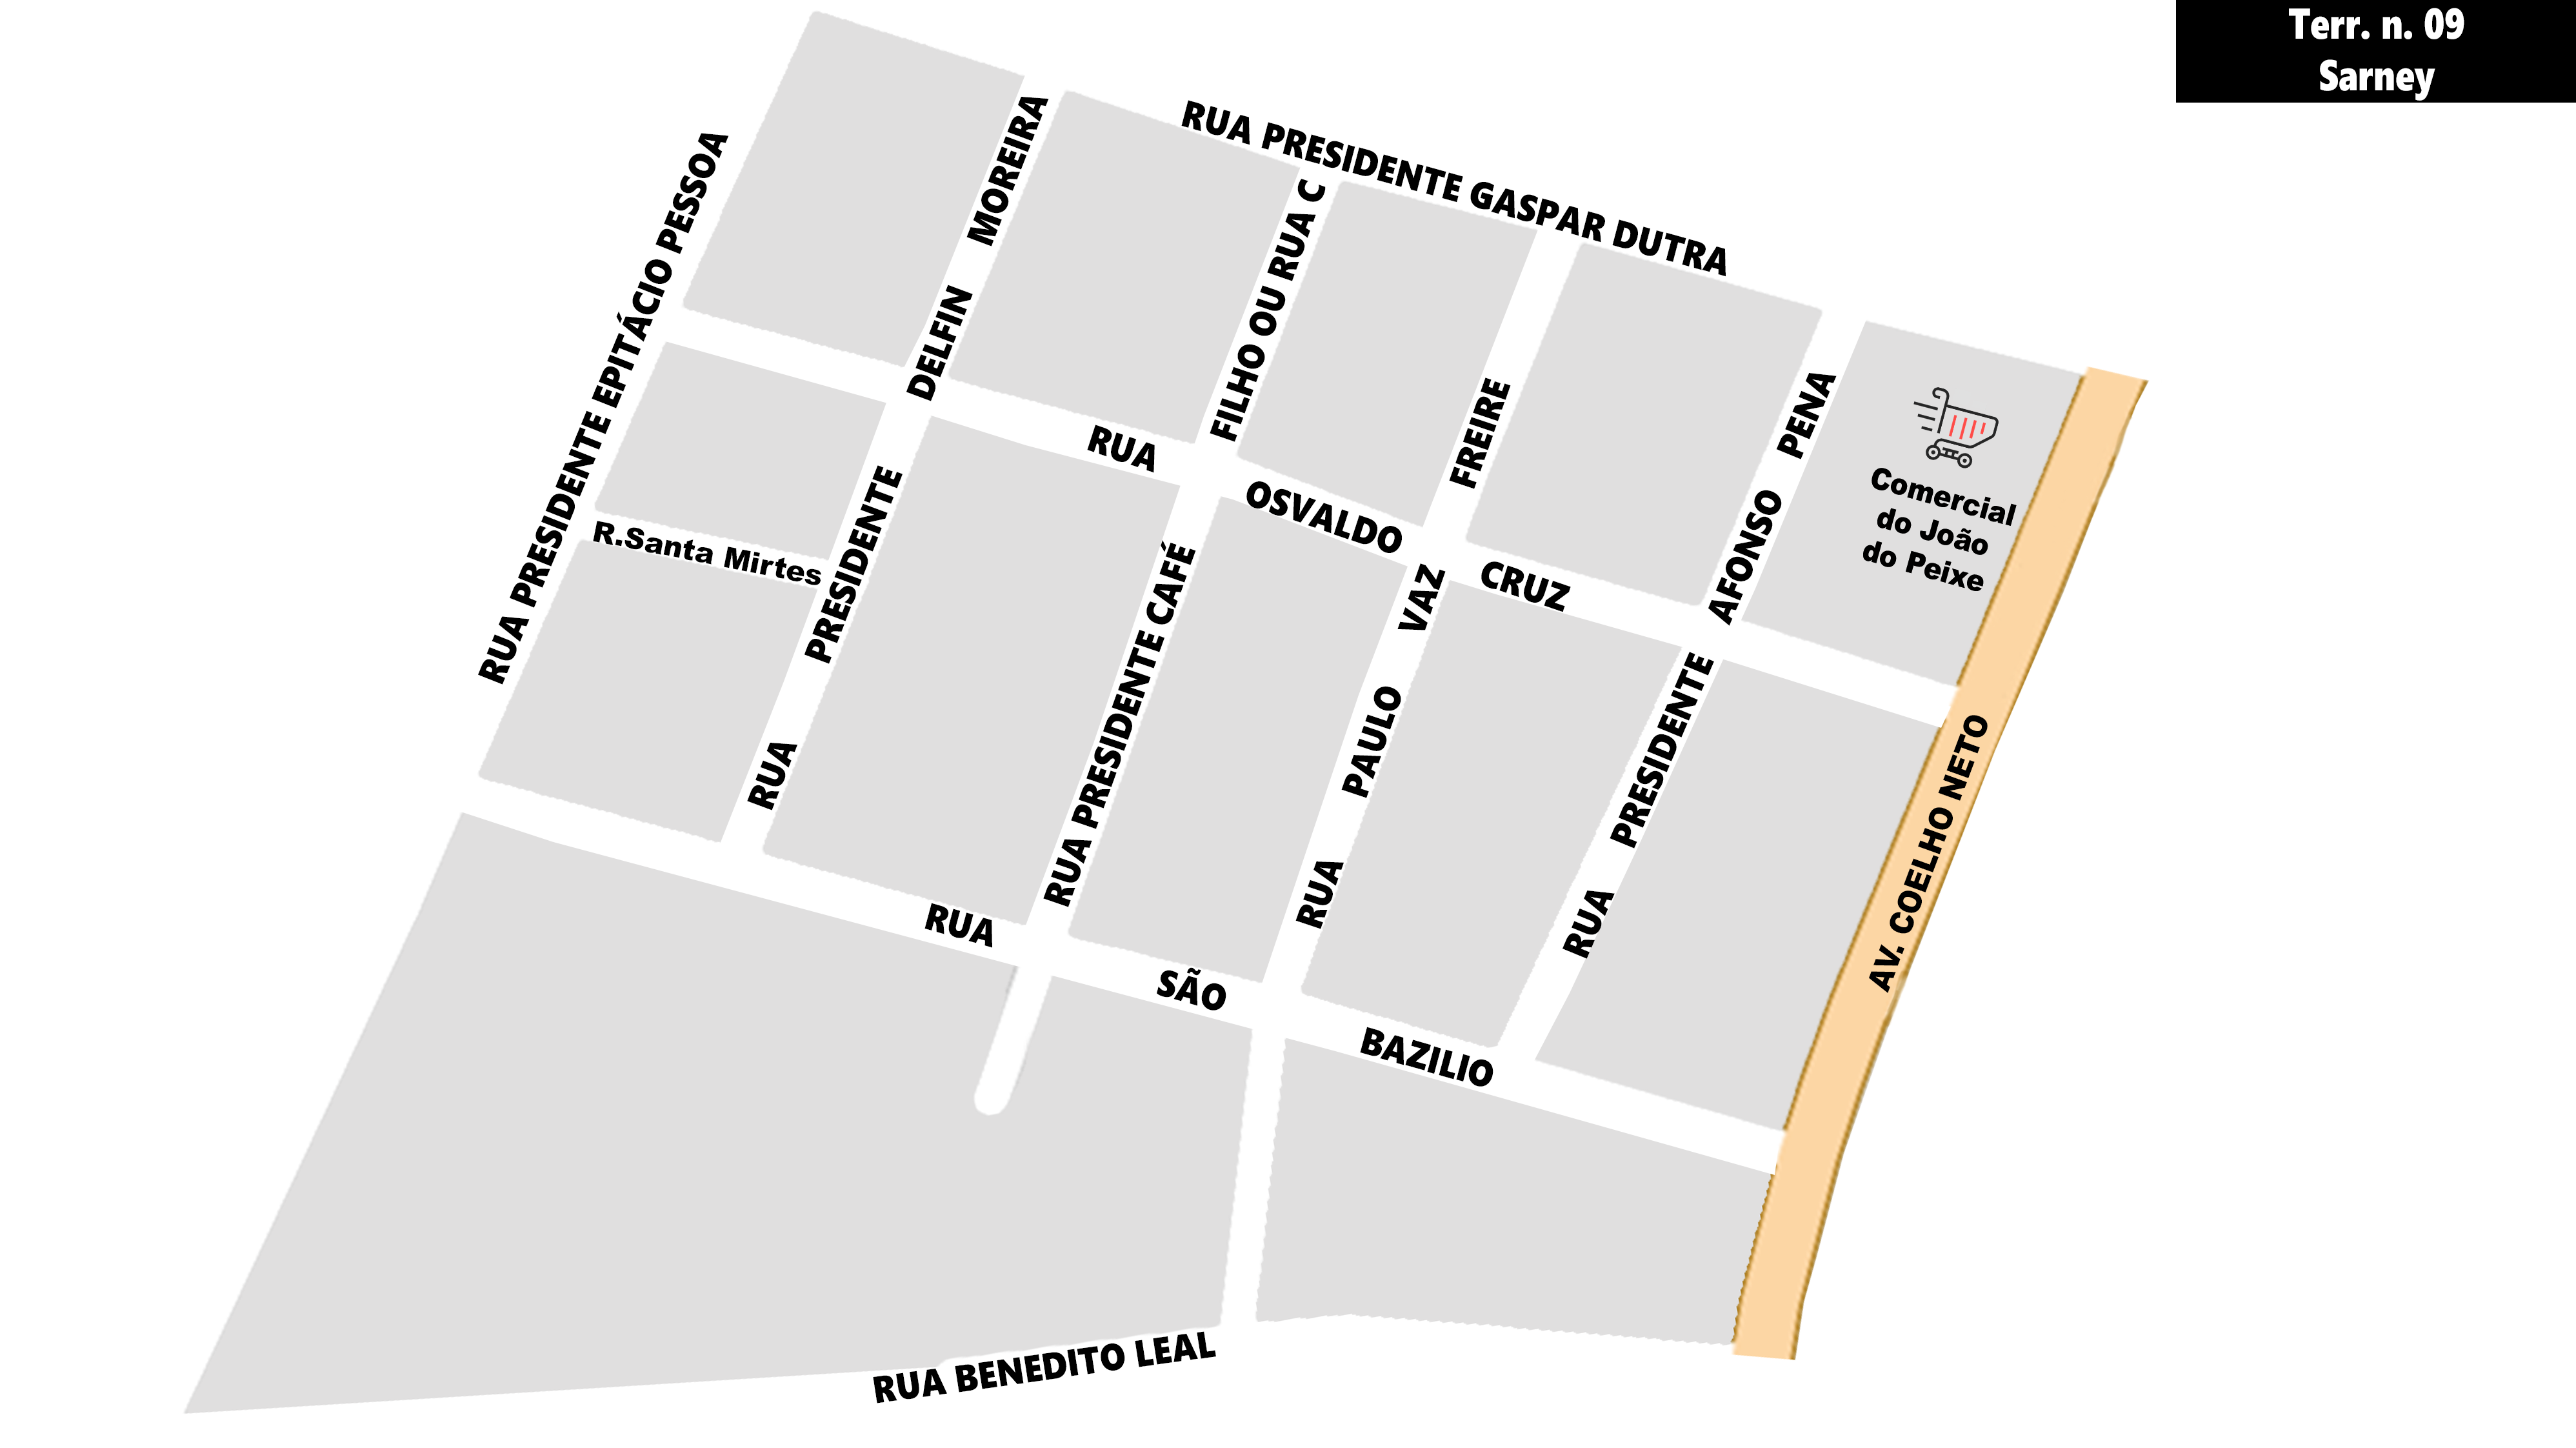 Terr. n. 09
Sarney
RUA PRESIDENTE GASPAR DUTRA
RUA PRESIDENTE EPITÁCIO PESSOA
RUA PRESIDENTE DELFIN MOREIRA
RUA PRESIDENTE CAFÉ FILHO OU RUA C
RUA PAULO VAZ FREIRE
RUA PRESIDENTE AFONSO PENA
Comercial
do João
do Peixe
RUA OSVALDO CRUZ
R.Santa Mirtes
AV. COELHO NETO
RUA SÃO BAZILIO
RUA BENEDITO LEAL